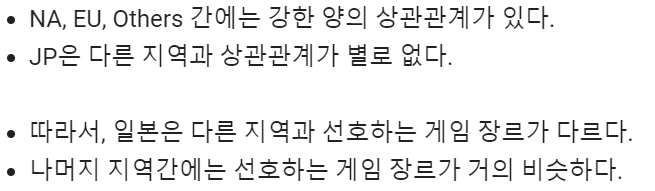 • NA, EU, Others 간에는 강한 양의 상관관계가 있다.
• JP은 다른 지역과 상관관계가 별로 없다.
• 따라서, 일본은 다른 지역과 선호하는 게임 장르가 다르다.
• 나머지 지역간에는 선호하는 게임 장르가 거의 비슷하다.